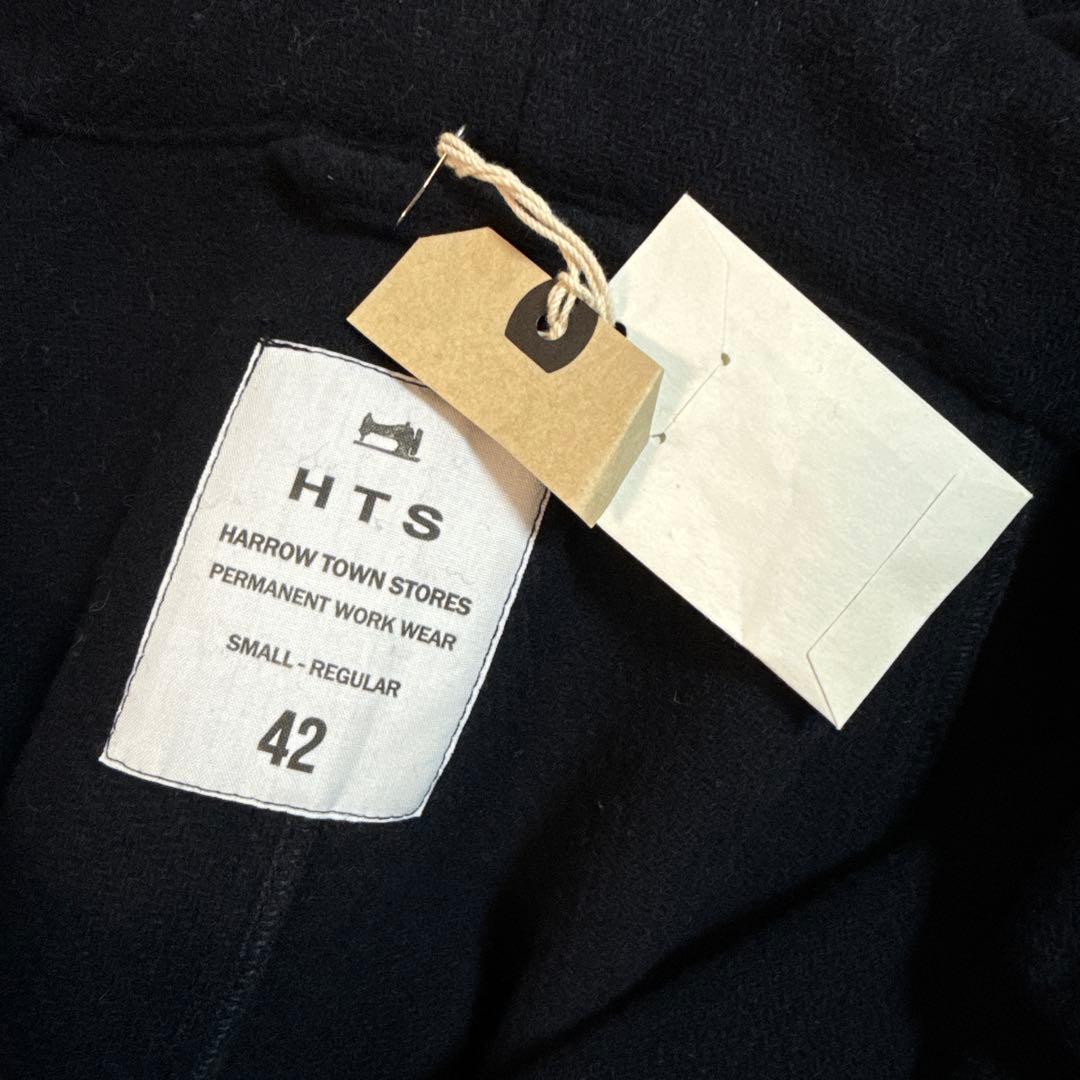 HTS
HARROW TOWN STORES
PERMANENT WORK WEAR
SMALL - REGULAR
42